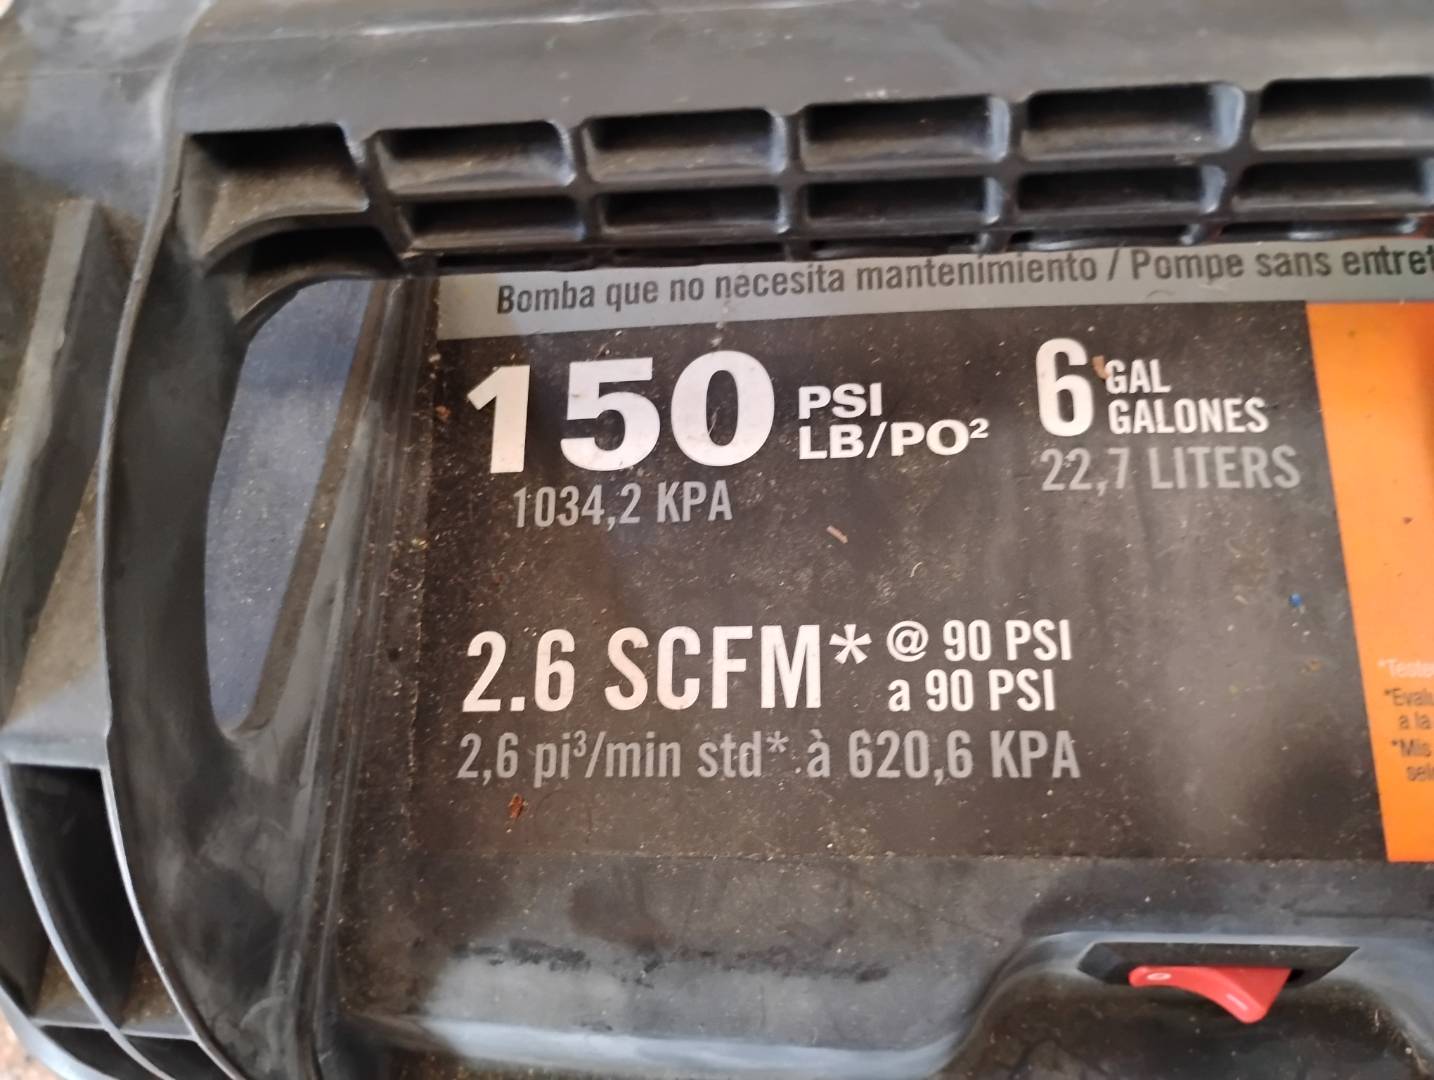 Bomba que no necesita mantenimiento / Pompe sans
150 PSI
LB/PO²
1034,2 KPA
6 GAL
GALONES
22,7 LITERS
2.6 SCFM* @ 90 PSI
a 90 PSI
2,6 pi³/min std* à 620,6 KPA
a la